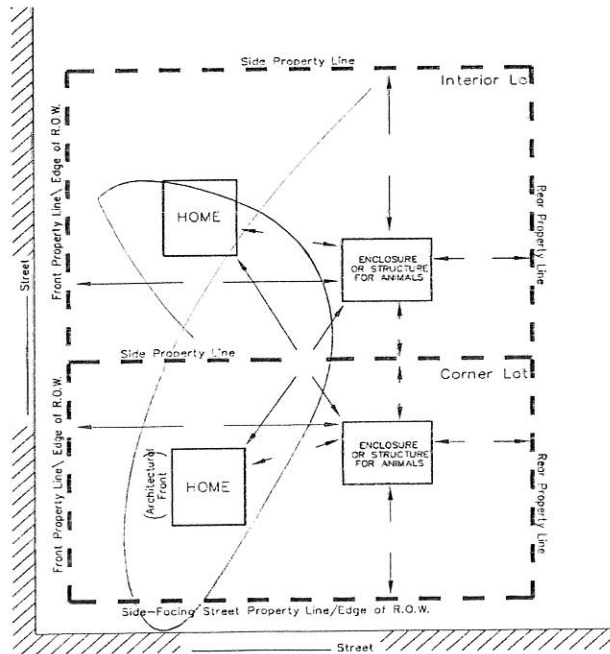 Side Property Line
Interior Lo
Front Property Line\ Edge of R.O.W.
HOME
ENCLOSURE
OR STRUCTURE
FOR ANIMALS
Rear Property Line
Street
Side Property Line
Corner Lot
Front Property Line\ Edge of R.O.W.
(Architectural
Front)
HOME
ENCLOSURE
OR STRUCTURE
FOR ANIMALS
Rear Property Line
Side-Facing Street Property Line/Edge of R.O.W.
Street